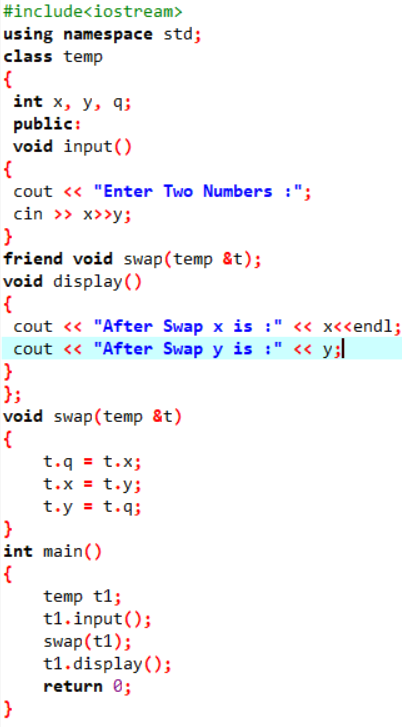 #include<iostream>
using namespace std;
class temp
{
 int x, y, q;
 public:
 void input()
{
 cout << "Enter Two Numbers :";
 cin >> x>>y;
}
friend void swap(temp &t);
void display()
{
 cout << "After Swap x is :" << x<<endl;
 cout << "After Swap y is :" << y;
}
};
void swap(temp &t)
{
    t.q = t.x;
    t.x = t.y;
    t.y = t.q;
}
int main()
{
    temp t1;
    t1.input();
    swap(t1);
    t1.display();
    return 0;
}